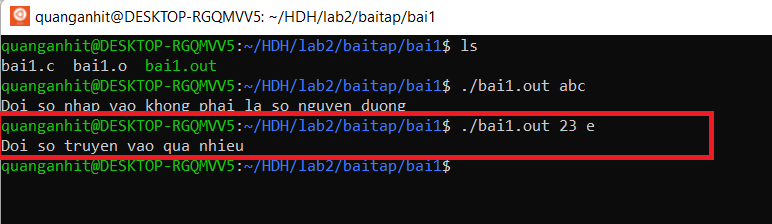 quanganhit@DESKTOP-RGQMVV5: ~/HDH/lab2/baitap/bai1
quanganhit@DESKTOP-RGQMVV5:~/HDH/lab2/baitap/bai1$ ls
bai1.c bai1.o bai1.out
quanganhit@DESKTOP-RGQMVV5:~/HDH/lab2/baitap/bai1$ ./bai1.out abc
Doi so nhap vao khong phai la so nguyen duong
quanganhit@DESKTOP-RGQMVV5:~/HDH/lab2/baitap/bai1$ ./bai1.out 23 e
Doi so truyen vao qua nhieu
quanganhit@DESKTOP-RGQMVV5:~/HDH/lab2/baitap/bai1$